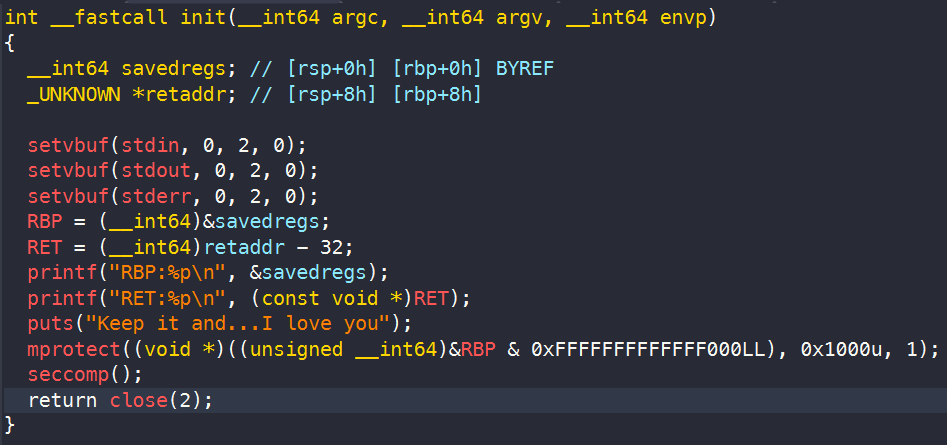 int __fastcall init(__int64 argc, __int64 argv, __int64 envp)
{
  __int64 savedregs; // [rsp+0h] [rbp+0h] BYREF
  _UNKNOWN *retaddr; // [rsp+8h] [rbp+8h]

  setvbuf(stdin, 0, 2, 0);
  setvbuf(stdout, 0, 2, 0);
  setvbuf(stderr, 0, 2, 0);
  RBP = (__int64)&savedregs;
  RET = (__int64)retaddr - 32;
  printf("RBP:%p\n", &savedregs);
  printf("RET:%p\n", (const void *)RET);
  puts("Keep it and...I love you");
  mprotect((void *)((unsigned __int64)&RBP & 0xFFFFFFFFFFFFF000LL), 0x1000u, 1);
  seccomp();
  return close(2);
}